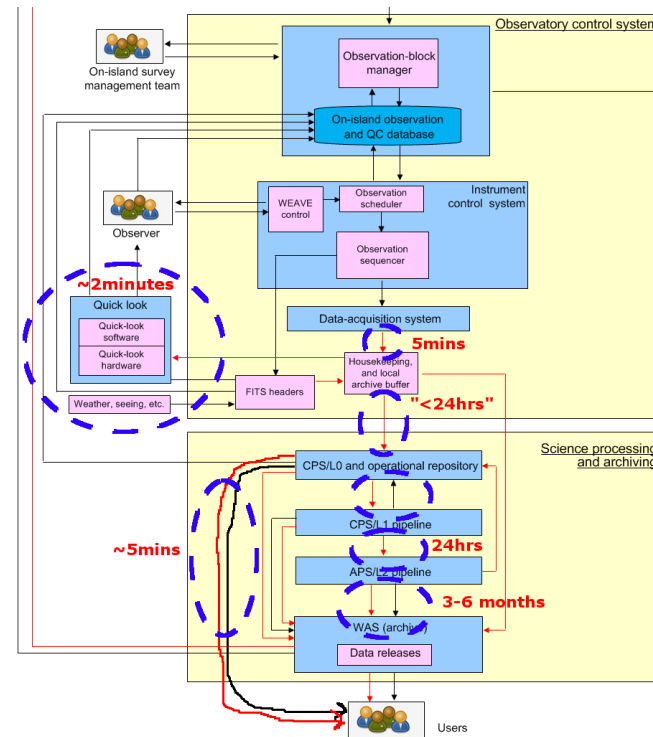 Observatory control system
On-island survey
management team
Observation-block
manager
On-island observation
and QC database
Instrument
control system
WEAVE
control
Observation
scheduler
Observer
Observation
sequencer
~2minutes
Quick look
Quick-look
software
Quick-look
hardware
Data-acquisition system
5mins
Housekeeping,
and local
archive buffer
FITS headers
Weather, seeing, etc.
"<24hrs"
Science processing
and archiving
CPS/L0 and operational repository
CPS/L1 pipeline
~5mins
24hrs
APS/L2 pipeline
3-6 months
WAS (archive)
Data releases
Users